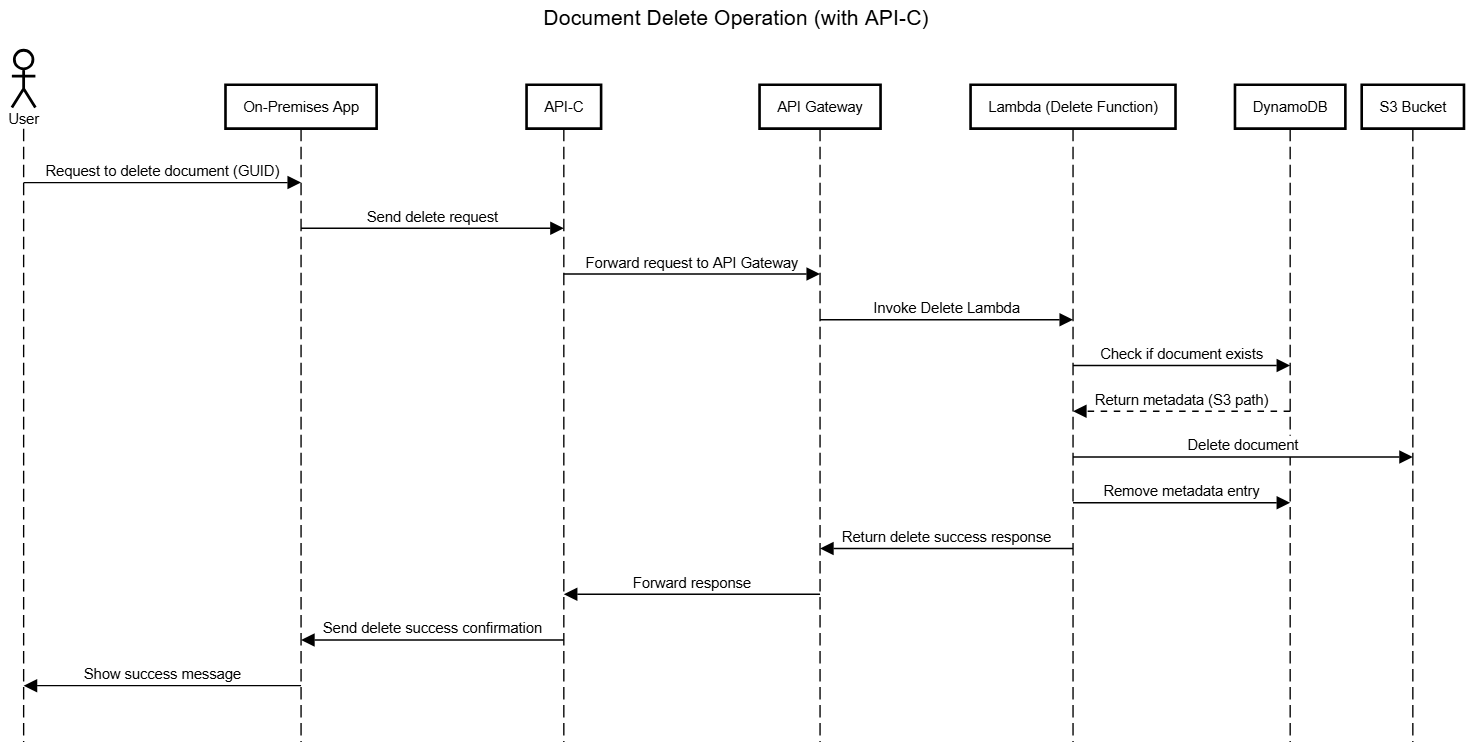 Document Delete Operation (with API-C)
User
On-Premises App
API-C
API Gateway
Lambda (Delete Function)
DynamoDB
S3 Bucket
Request to delete document (GUID)
Send delete request
Forward request to API Gateway
Invoke Delete Lambda
Check if document exists
Return metadata (S3 path)
Delete document
Remove metadata entry
Return delete success response
Forward response
Send delete success confirmation
Show success message